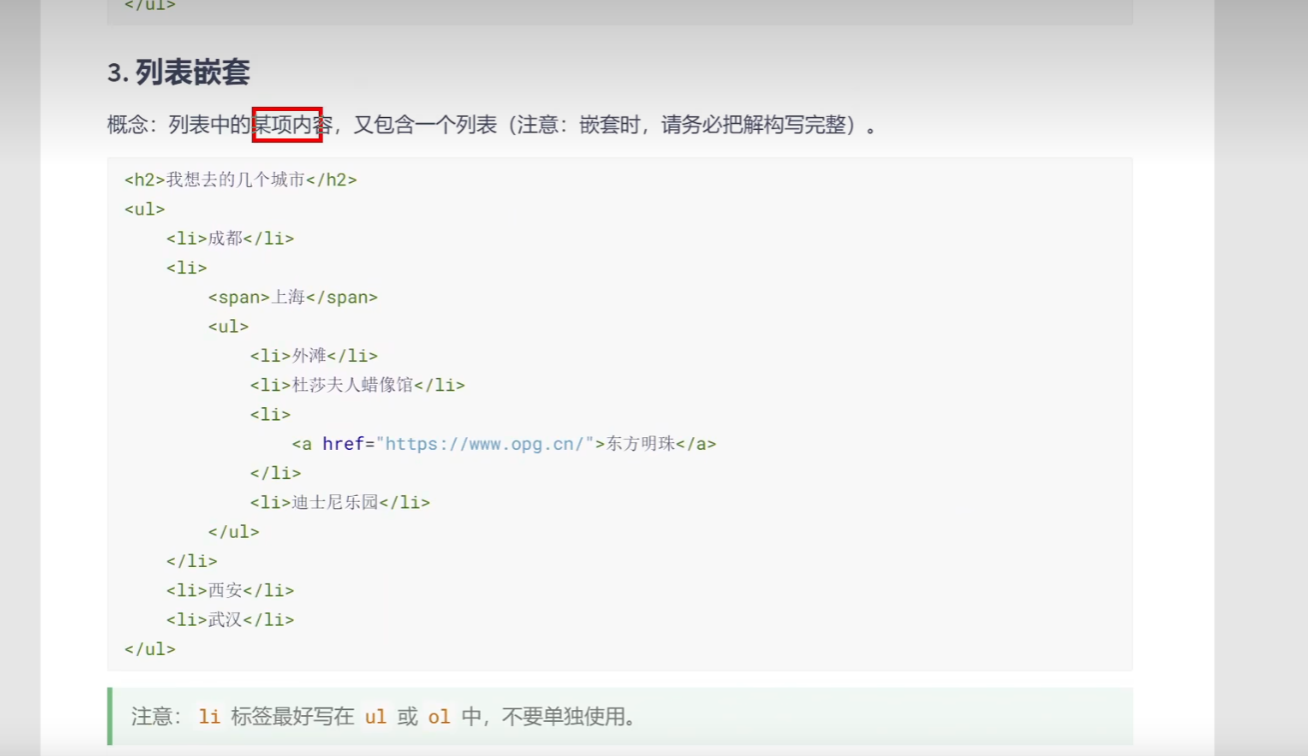 </ul>
3. 列表嵌套
概念：列表中的某项内容，又包含一个列表（注意：嵌套时，请务必把解构写完整）。
<h2>我想去的几个城市</h2>
<ul>
    <li>成都</li>
    <li>
        <span>上海</span>
        <ul>
            <li>外滩</li>
            <li>杜莎夫人蜡像馆</li>
            <li>
                <a href="https://www.opg.cn/">东方明珠</a>
            </li>
            <li>迪士尼乐园</li>
        </ul>
    </li>
    <li>西安</li>
    <li>武汉</li>
</ul>
注意： li 标签最好写在 ul 或 ol 中，不要单独使用。